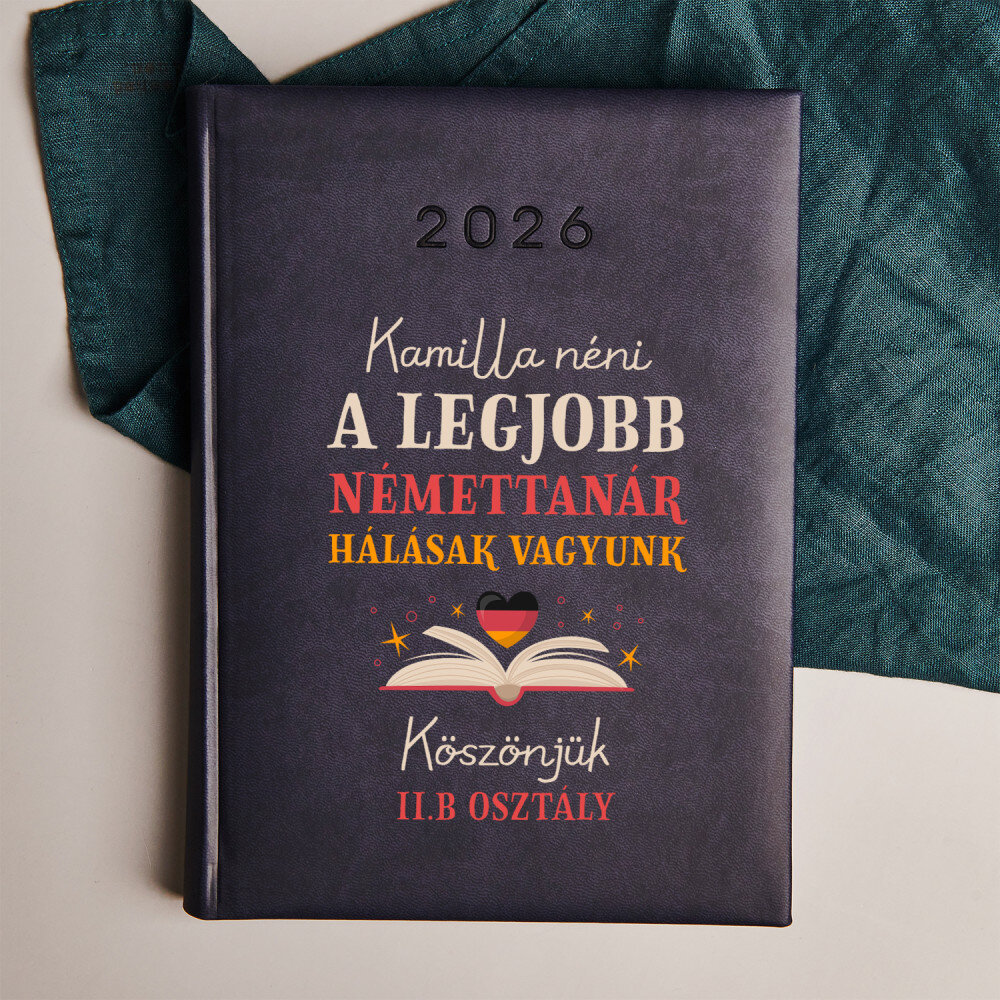 2026
Kamilla néni
A LEGJOBB
NÉMETTANÁR
HÁLÁSAK VAGYUNK
Köszönjük
II.B OSZTÁLY